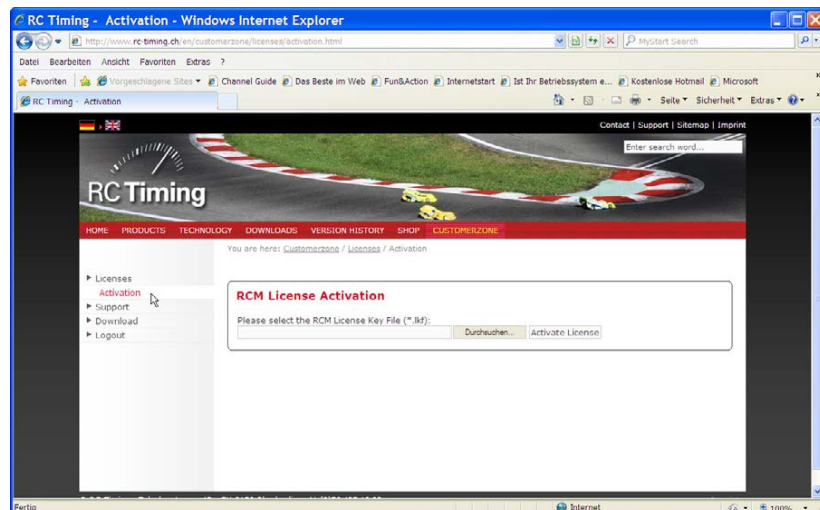 RC Timing - Activation - Windows Internet Explorer
http://www.rc-timing.ch/en/customerzone/licenses/activation.html
MyStart Search
Datei Bearbeiten Ansicht Favoriten Extras ?
Favoriten Vorgeschlagene Sites Channel Guide Das Beste im Web Fun&Action Internetstart Ist Ihr Betriebssystem e... Kostenlose Hotmail Microsoft
RC Timing - Activation
Seite Sicherheit Extras
Contact | Support | Sitemap | Imprint
Enter search word...
RC Timing
HOME PRODUCTS TECHNOLOGY DOWNLOADS VERSION HISTORY SHOP CUSTOMERZONE
You are here: Customerzone / Licenses / Activation
Licenses
Activation
Support
Download
Logout
RCM License Activation
Please select the RCM License Key File (*.lkf):
Durchsuchen... Activate License
Fertig
Internet
100%